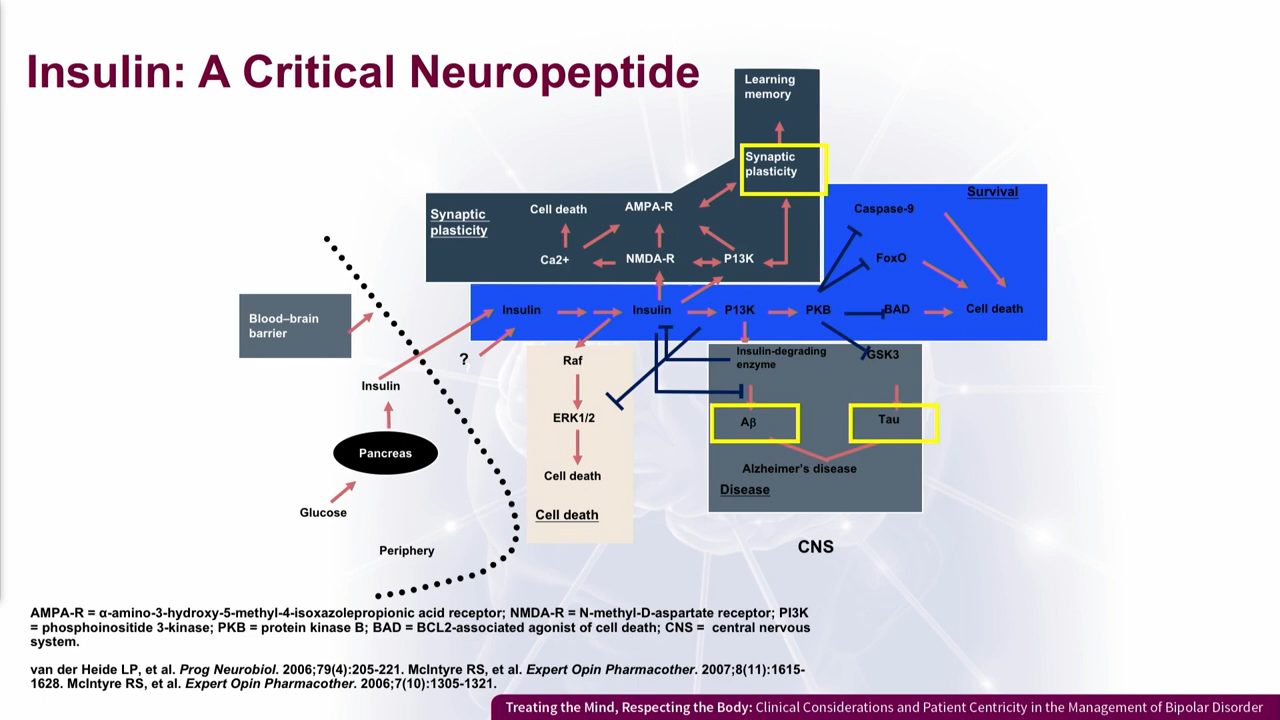 Insulin: A Critical Neuropeptide
Learning
memory
Synaptic
plasticity
Survival
Synaptic
plasticity
Cell death
AMPA-R
Caspase-9
Ca2+
NMDA-R
P13K
FoxO
Blood–brain
barrier
Insulin
Insulin
P13K
PKB
BAD
Cell death
?
Raf
Insulin-degrading
enzyme
GSK3
Insulin
ERK1/2
Aβ
Tau
Pancreas
Cell death
Alzheimer's disease
Disease
Glucose
Cell death
Periphery
CNS
AMPA-R = α-amino-3-hydroxy-5-methyl-4-isoxazolepropionic acid receptor; NMDA-R = N-methyl-D-aspartate receptor; PI3K
= phosphoinositide 3-kinase; PKB = protein kinase B; BAD = BCL2-associated agonist of cell death; CNS = central nervous
system.
van der Heide LP, et al. Prog Neurobiol. 2006;79(4):205-221. McIntyre RS, et al. Expert Opin Pharmacother. 2007;8(11):1615-
1628. McIntyre RS, et al. Expert Opin Pharmacother. 2006;7(10):1305-1321.
Treating the Mind, Respecting the Body: Clinical Considerations and Patient Centricity in the Management of Bipolar Disorder